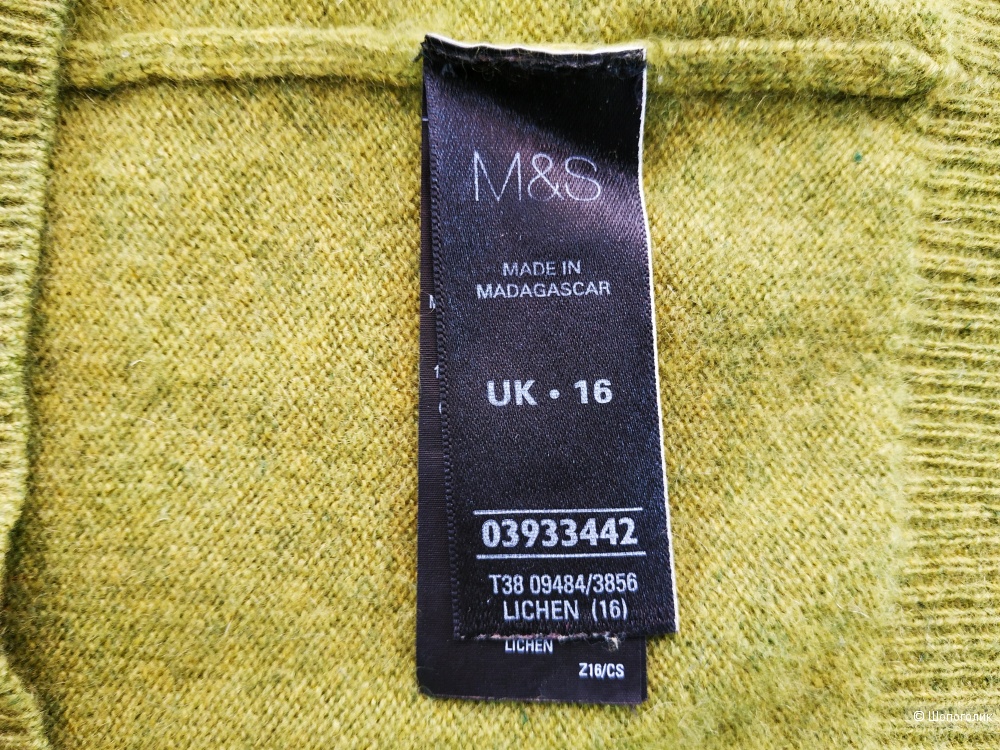 M&S
MADE IN
MADAGASCAR
UK • 16
03933442
T38 09484/3856
LICHEN (16)
LICHEN
Z16/CS
© Шопоголик